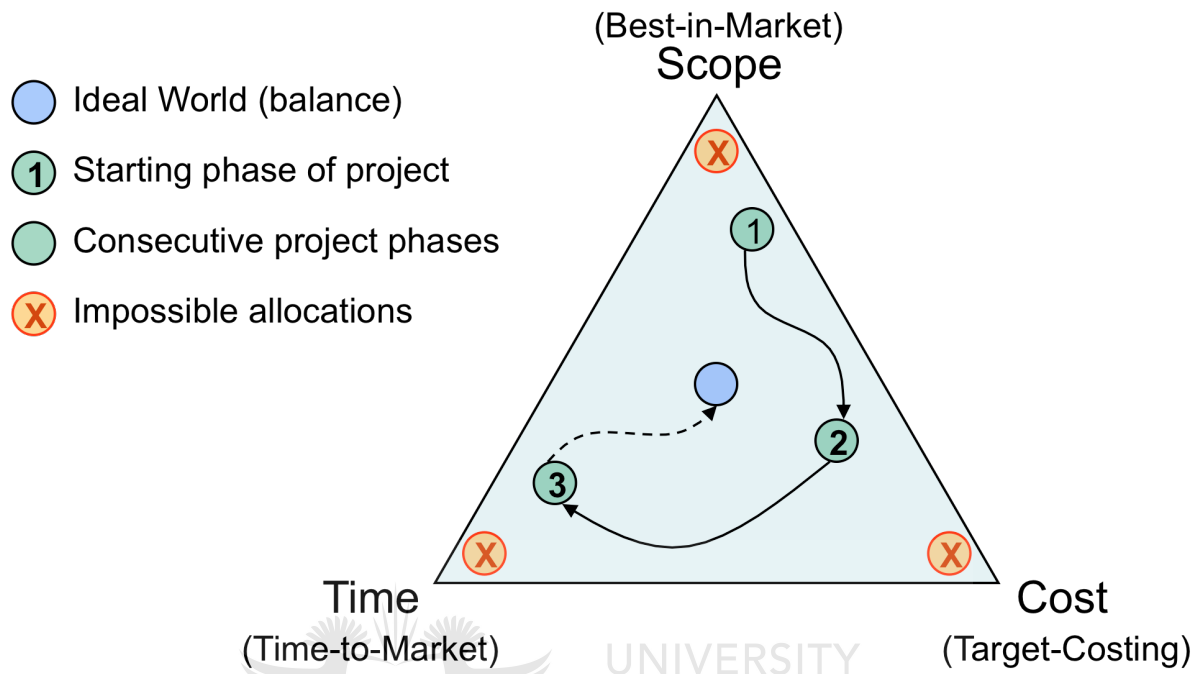 (Best-in-Market)
Scope
Ideal World (balance)
1 Starting phase of project
Consecutive project phases
X Impossible allocations
X
1
2
3
X
X
Time
Cost
(Time-to-Market)
(Target-Costing)
UNIVERSITY